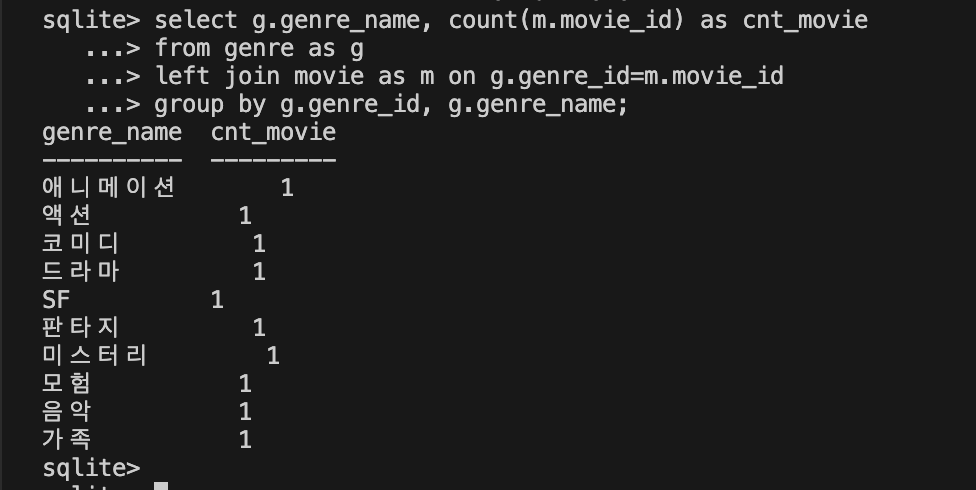 sqlite> select g.genre_name, count(m.movie_id) as cnt_movie
...> from genre as g
...> left join movie as m on g.genre_id=m.movie_id
...> group by g.genre_id, g.genre_name;
genre_name  cnt_movie
----------  ---------
애니메이션 1
액션 1
코미디 1
드라마 1
SF 1
판타지 1
미스터리 1
모험 1
음악 1
가족 1
sqlite>